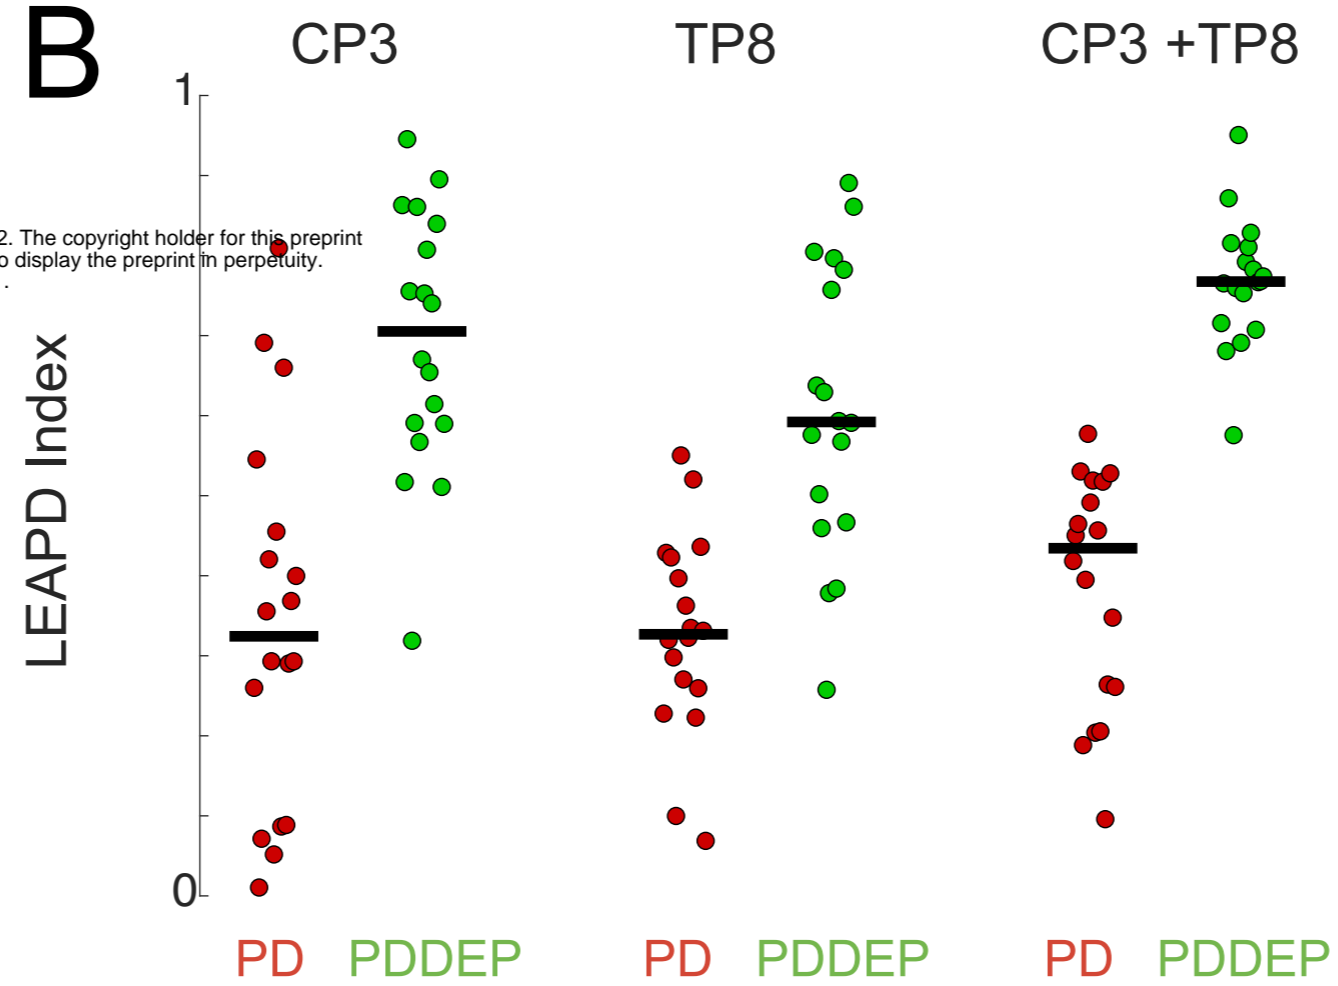 B
CP3 TP8 CP3 +TP8
1
2. The copyright holder for this preprint
o display the preprint in perpetuity.
.
LEAPD Index
0
PD PDDEP PD PDDEP PD PDDEP